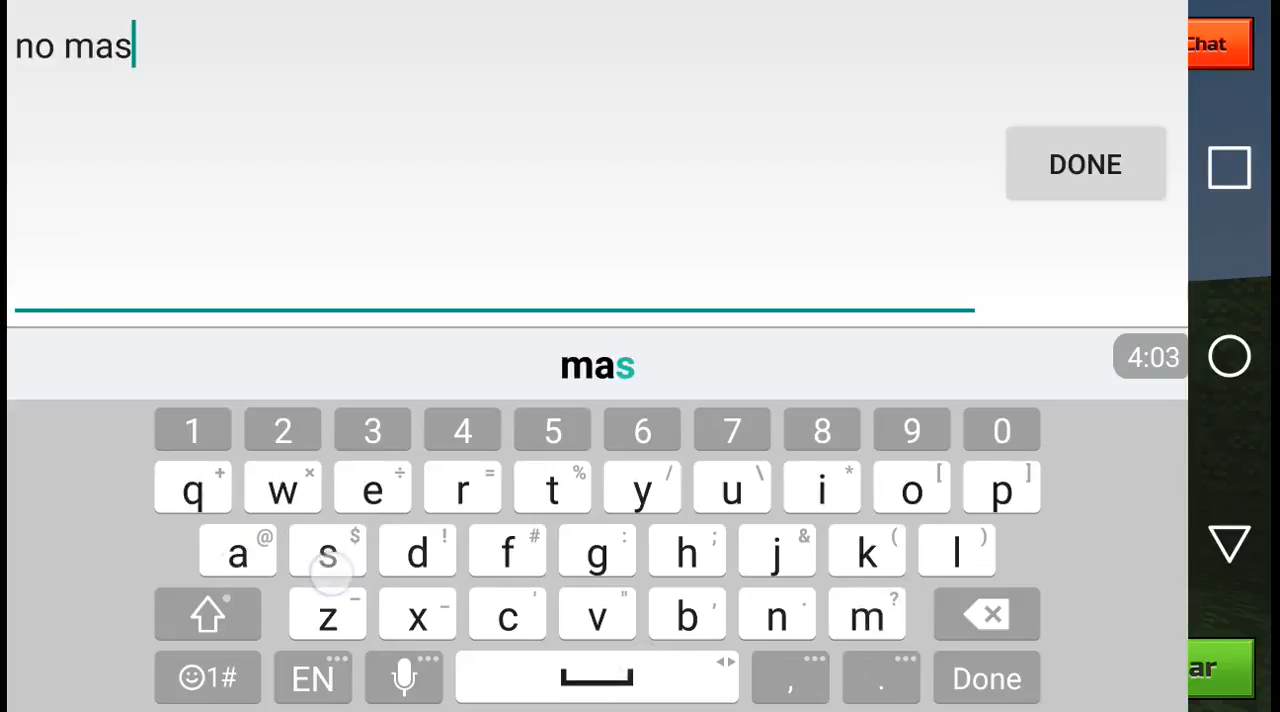 no mas
Chat
DONE
mas
4:03
1 2 3 4 5 6 7 8 9 0
q + w × e ÷ r = t % y / u \ i * o [ p ]
a @ s $ d ! f # g : h ; j & k ( l )
z - x _ c ' v " b , n . m ?
1# EN , . Done
ar